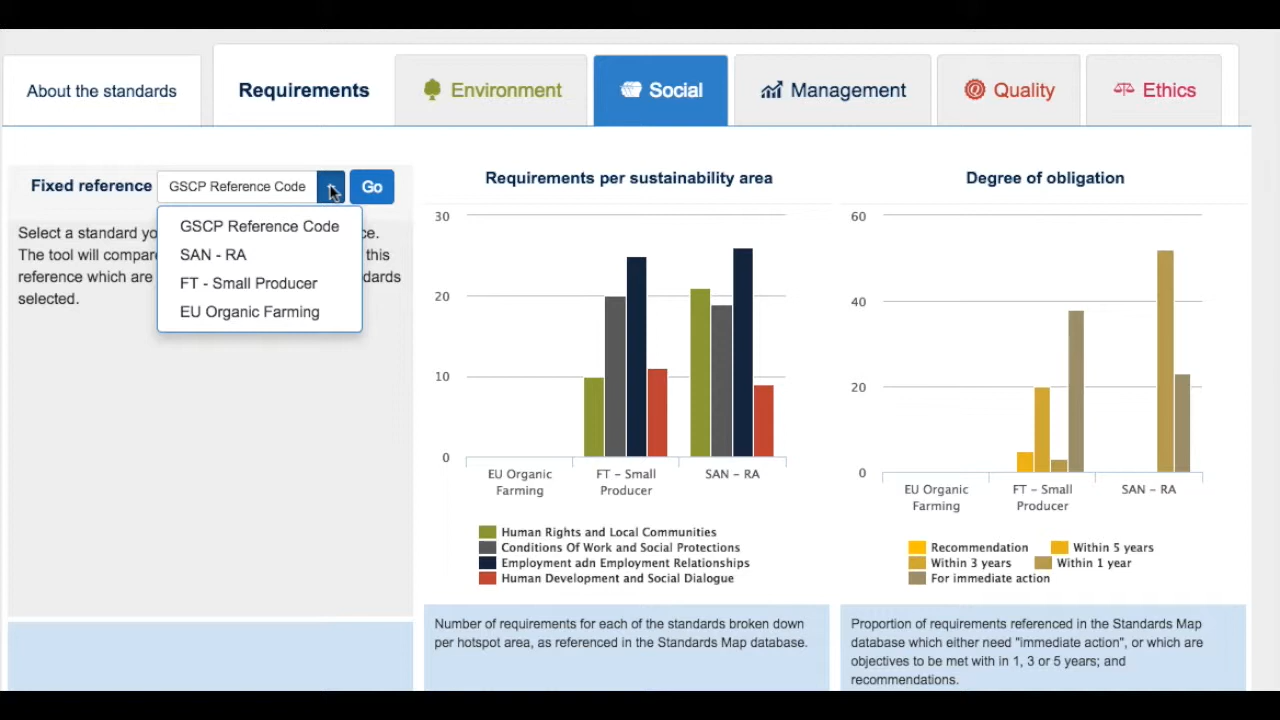 About the standards
Requirements
Environment
Social
Management
Quality
Ethics
Fixed reference
GSCP Reference Code
Go
GSCP Reference Code
SAN - RA
FT - Small Producer
EU Organic Farming
Select a standard yo
ce.
The tool will compare
this
reference which are
dards
selected.
Requirements per sustainability area
30
20
10
0
EU Organic
Farming
FT - Small
Producer
SAN - RA
Human Rights and Local Communities
Conditions Of Work and Social Protections
Employment adn Employment Relationships
Human Development and Social Dialogue
Number of requirements for each of the standards broken down
per hotspot area, as referenced in the Standards Map database.
Degree of obligation
60
40
20
0
EU Organic
Farming
FT - Small
Producer
SAN - RA
Recommendation
Within 5 years
Within 3 years
Within 1 year
For immediate action
Proportion of requirements referenced in the Standards Map
database which either need "immediate action", or which are
objectives to be met with in 1, 3 or 5 years; and
recommendations.